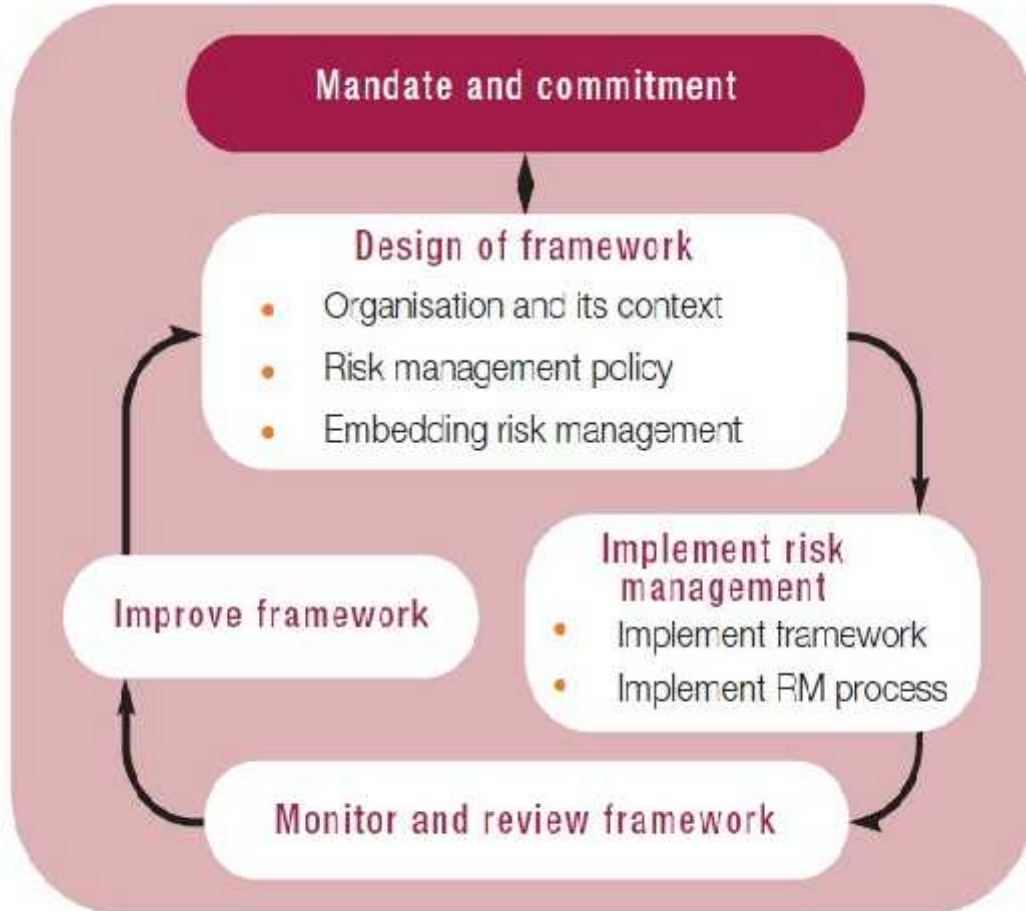 Mandate and commitment
Design of framework
• Organisation and its context
• Risk management policy
• Embedding risk management
Implement risk
management
• Implement framework
• Implement RM process
Improve framework
Monitor and review framework